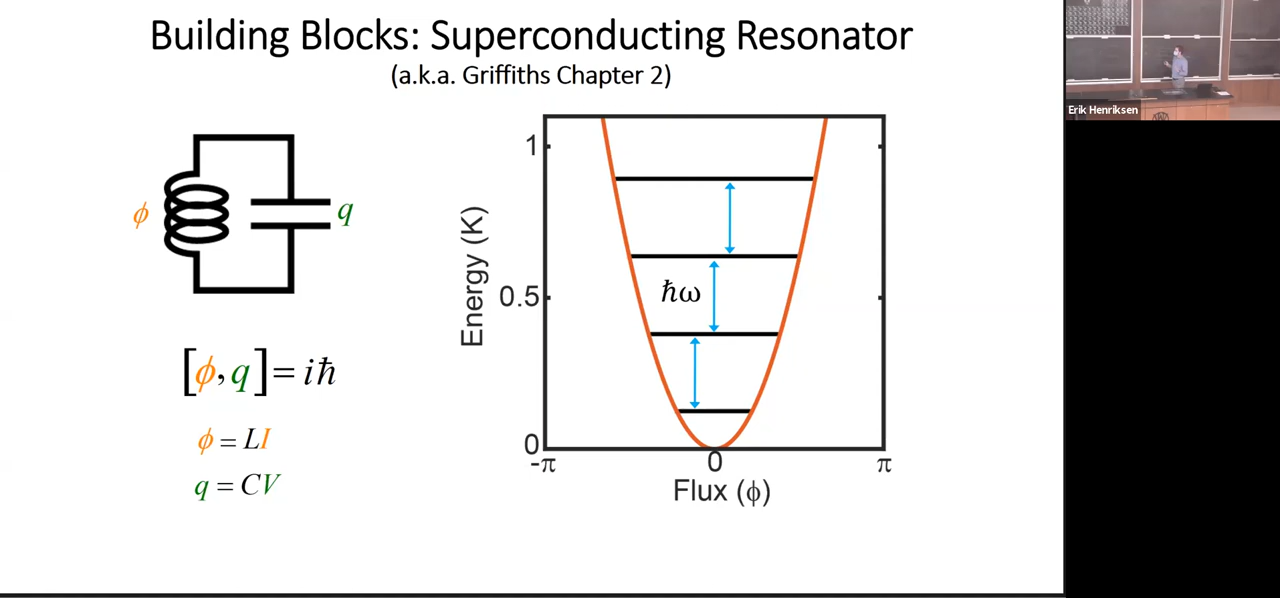 Building Blocks: Superconducting Resonator
(a.k.a. Griffiths Chapter 2)
Erik Henriksen
ϕ
q
[ϕ,q]=iħ
ϕ = LI
q = CV
Energy (K)
1
0.5
0
ħω
-π
0
π
Flux (ϕ)